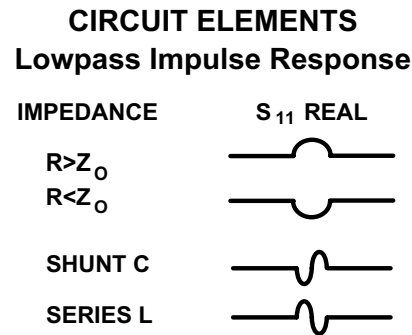 CIRCUIT ELEMENTS
Lowpass Impulse Response
IMPEDANCE S11 REAL
R>ZO
R<ZO
SHUNT C
SERIES L